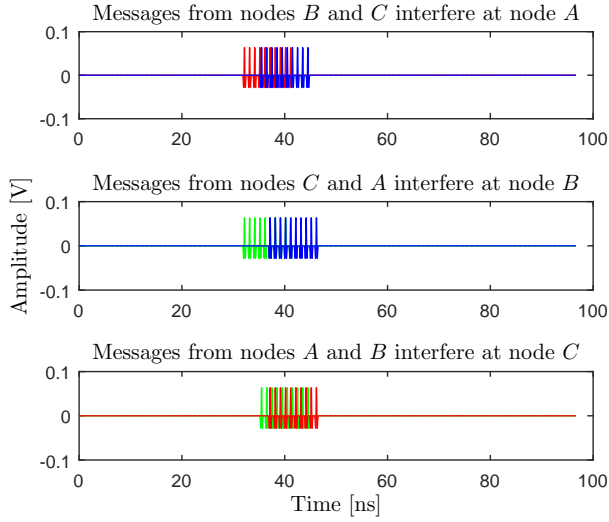 Messages from nodes B and C interfere at node A
0.1
0
-0.1
0 20 40 60 80 100
Messages from nodes C and A interfere at node B
0.1
0
-0.1
0 20 40 60 80 100
Amplitude [V]
Messages from nodes A and B interfere at node C
0.1
0
-0.1
0 20 40 60 80 100
Time [ns]